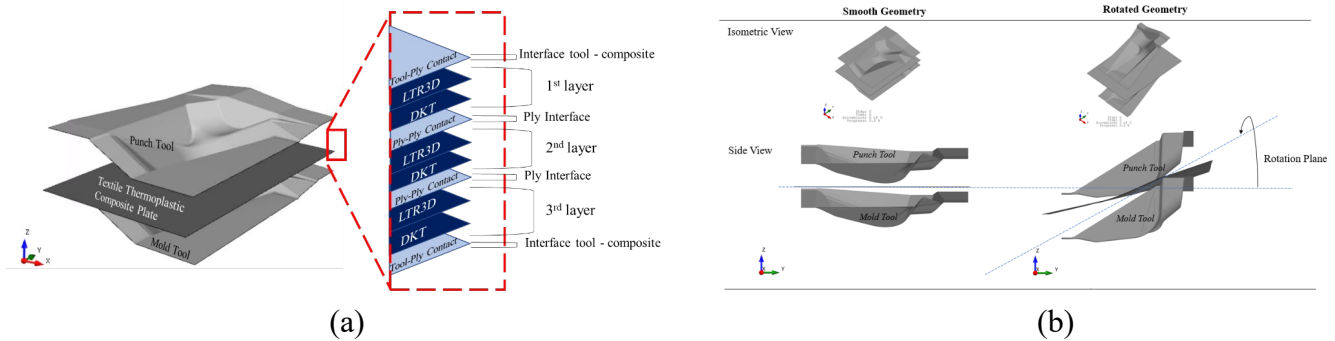 Punch Tool
Textile Thermoplastic
Composite Plate
Mold Tool
Z
Y
X
Tool-Ply Contact
LTR3D
DKT
Ply-Ply Contact
LTR3D
DKT
Ply-Ply Contact
LTR3D
DKT
Tool-Ply Contact
Interface tool - composite
1st layer
Ply Interface
2nd layer
Ply Interface
3rd layer
Interface tool - composite
(a)
Smooth Geometry
Rotated Geometry
Isometric View
Side View
Punch Tool
Mold Tool
Punch Tool
Mold Tool
Rotation Plane
Z
X
Y
Z
X
Y
(b)